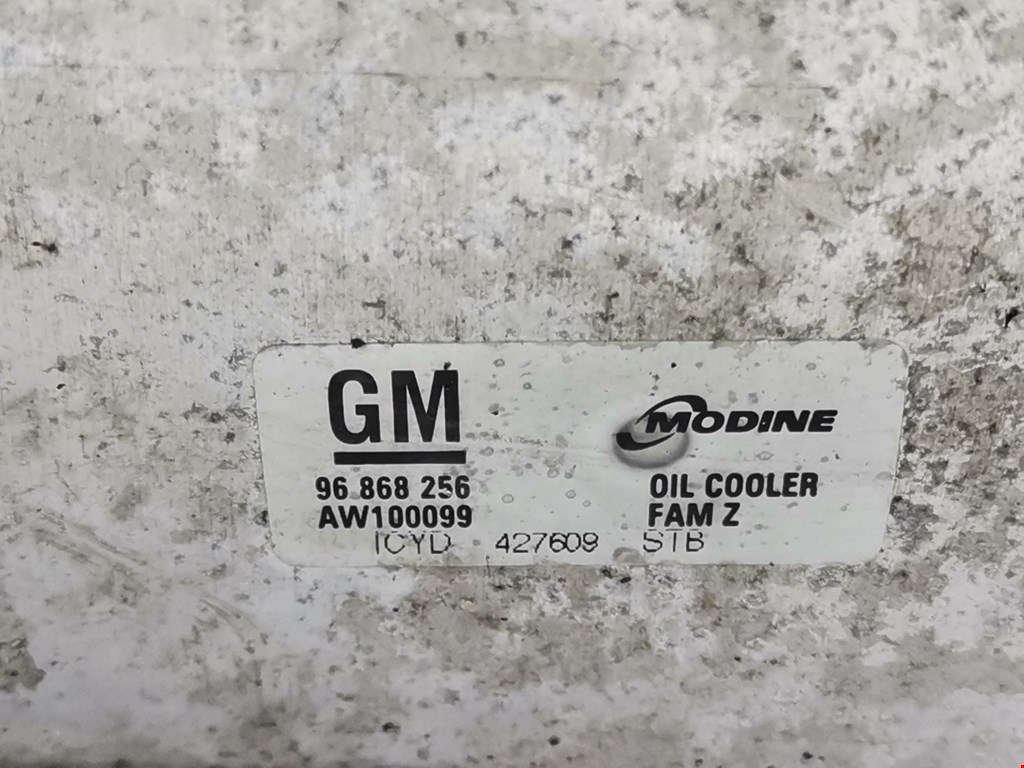 GM
MODINE
96 868 256
OIL COOLER
AW100099
FAM Z
ICYD 427609 STB